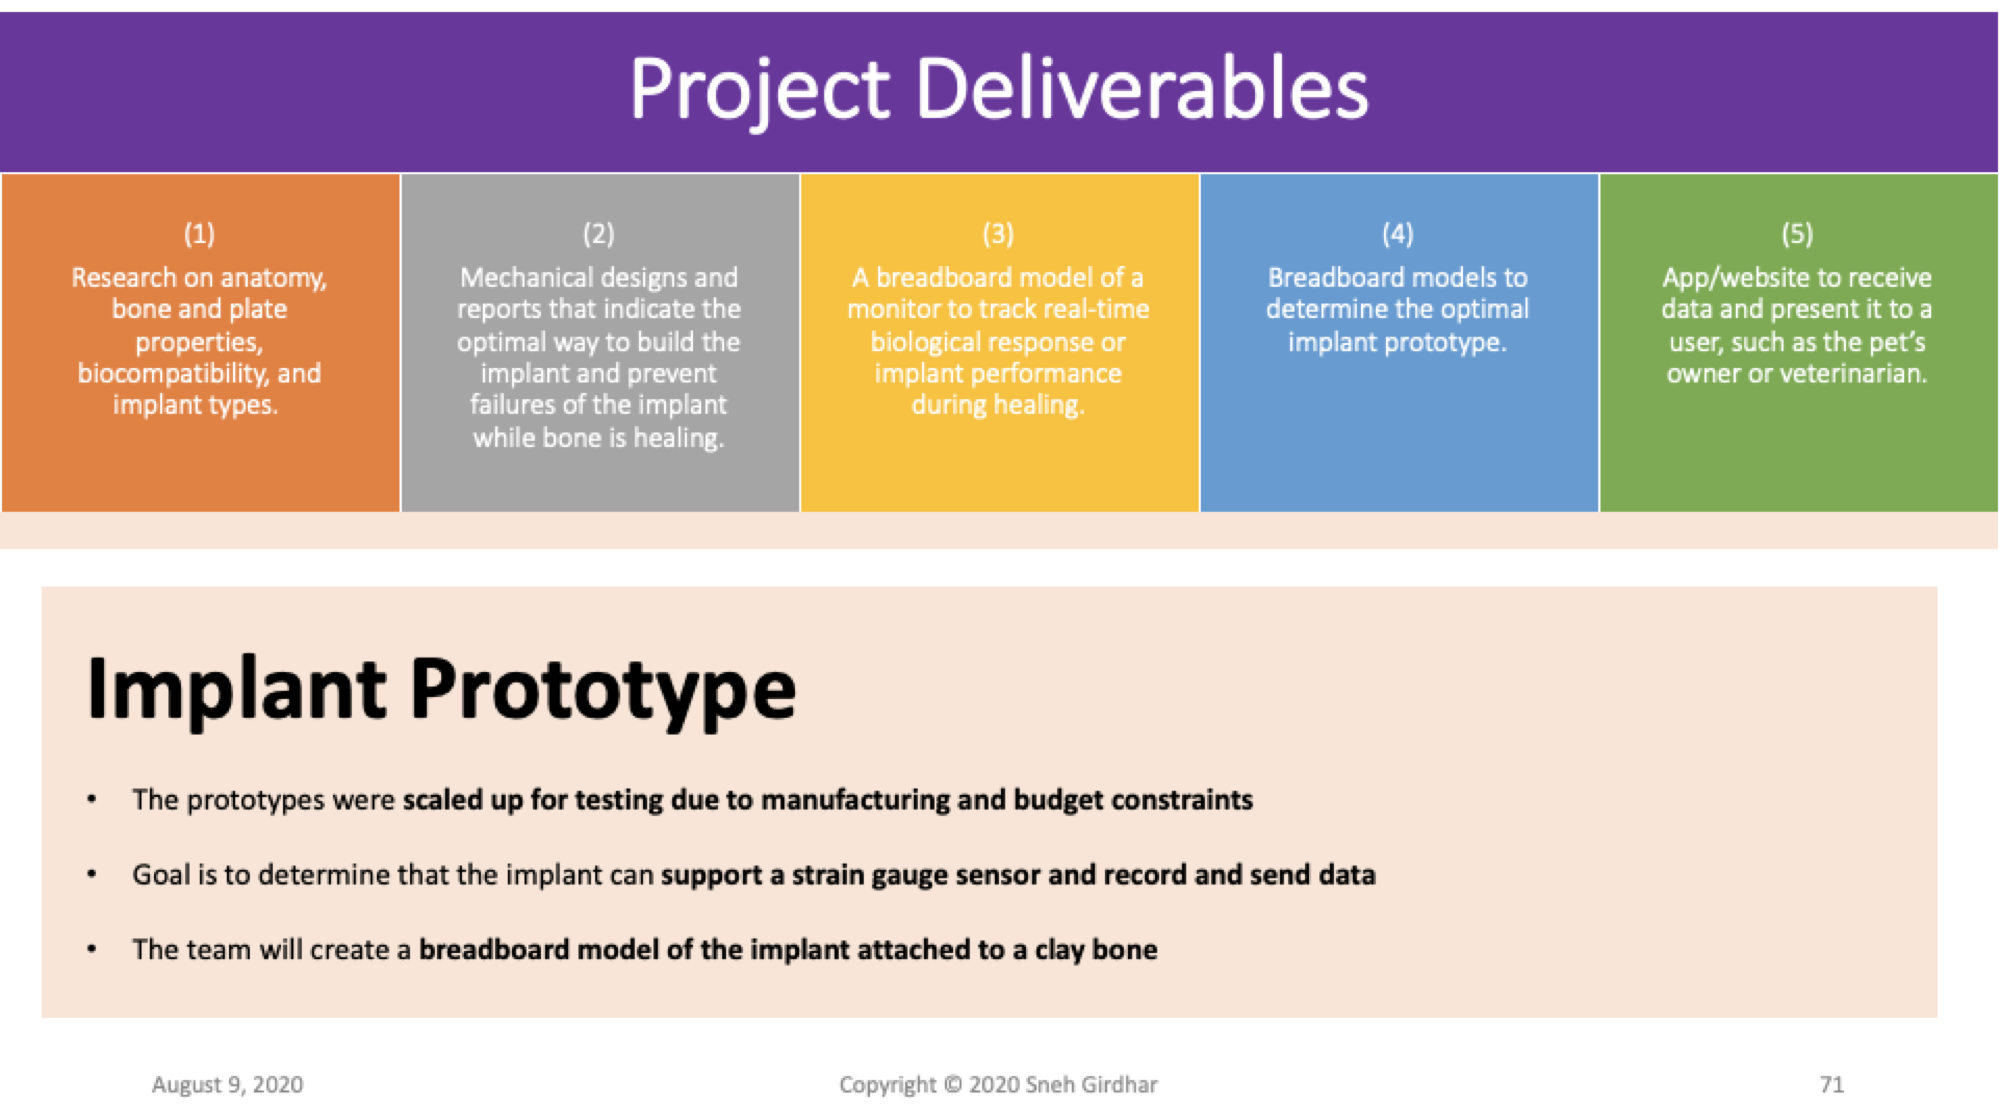 Project Deliverables
(1)
Research on anatomy,
bone and plate
properties,
biocompatibility, and
implant types.
(2)
Mechanical designs and
reports that indicate the
optimal way to build the
implant and prevent
failures of the implant
while bone is healing.
(3)
A breadboard model of a
monitor to track real-time
biological response or
implant performance
during healing.
(4)
Breadboard models to
determine the optimal
implant prototype.
(5)
App/website to receive
data and present it to a
user, such as the pet's
owner or veterinarian.
Implant Prototype
• The prototypes were scaled up for testing due to manufacturing and budget constraints
• Goal is to determine that the implant can support a strain gauge sensor and record and send data
• The team will create a breadboard model of the implant attached to a clay bone
August 9, 2020
Copyright © 2020 Sneh Girdhar
71